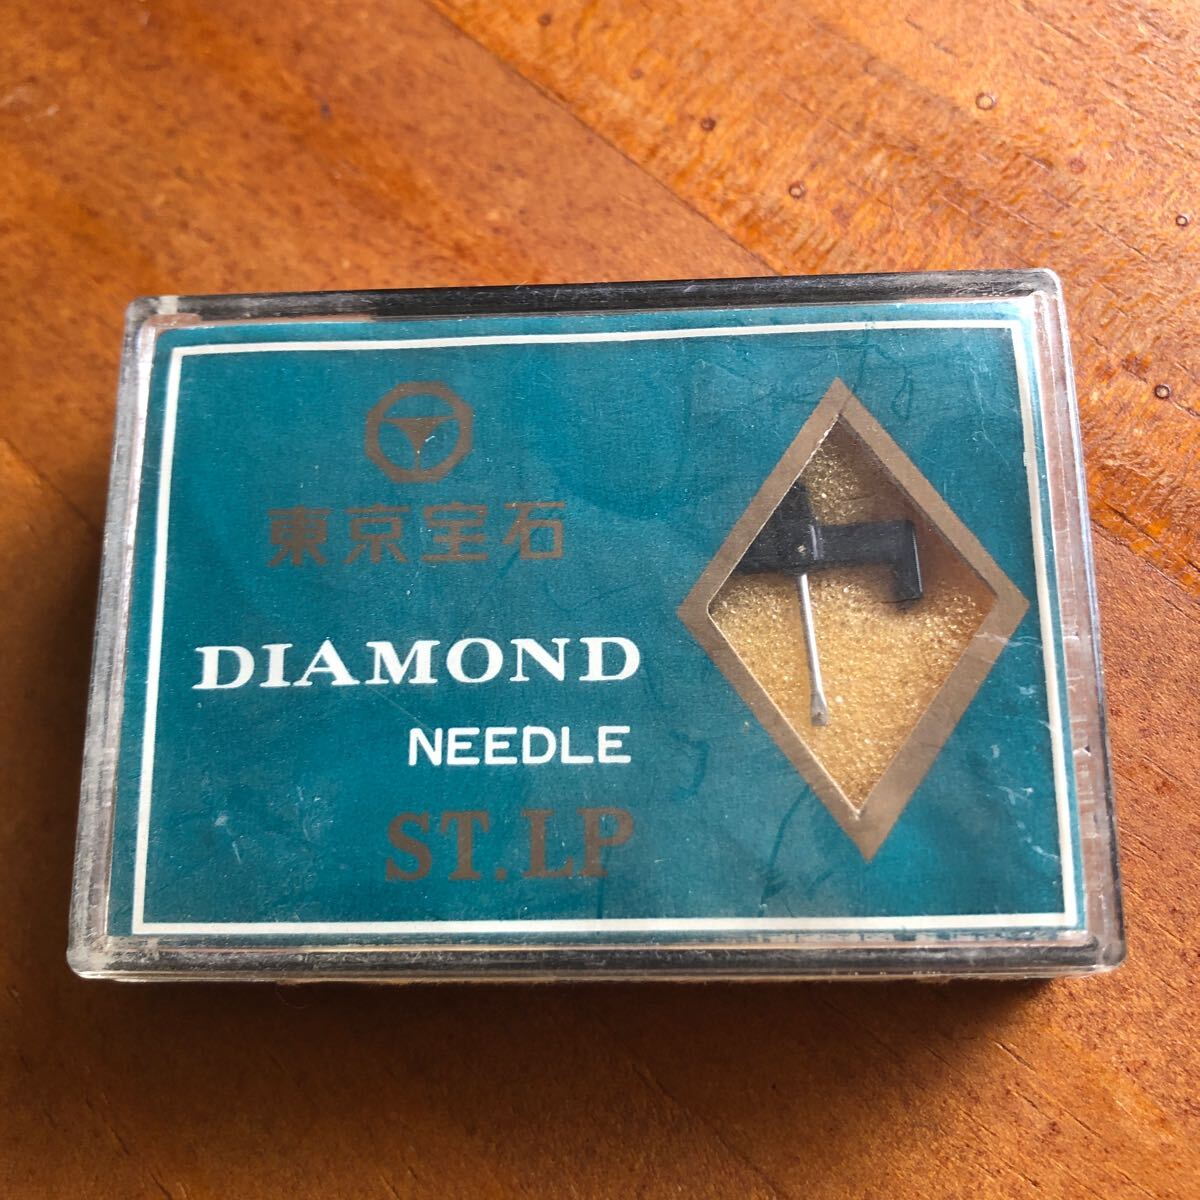 東京宝石
DIAMOND
NEEDLE
ST.LP